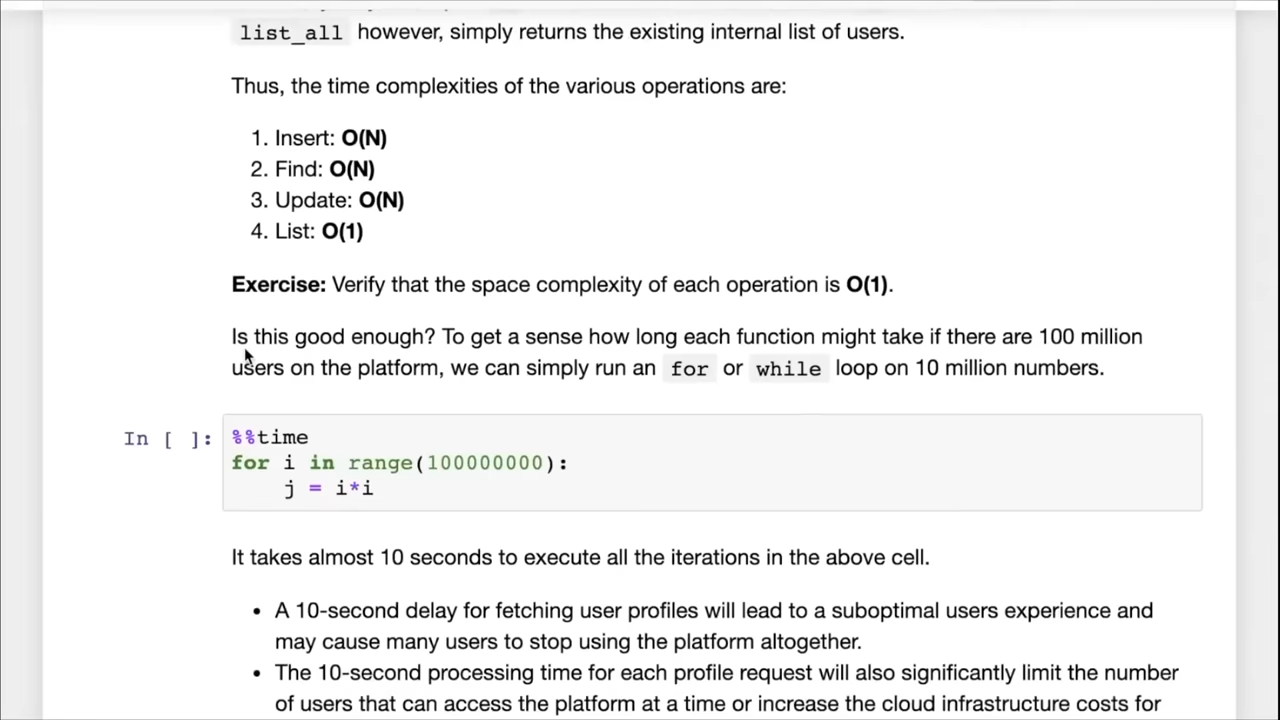 list_all however, simply returns the existing internal list of users.
Thus, the time complexities of the various operations are:
1. Insert: O(N)
2. Find: O(N)
3. Update: O(N)
4. List: O(1)
Exercise: Verify that the space complexity of each operation is O(1).
Is this good enough? To get a sense how long each function might take if there are 100 million
users on the platform, we can simply run an for or while loop on 10 million numbers.
In [ ]:
%%time
for i in range(100000000):
    j = i*i
It takes almost 10 seconds to execute all the iterations in the above cell.
• A 10-second delay for fetching user profiles will lead to a suboptimal users experience and
may cause many users to stop using the platform altogether.
• The 10-second processing time for each profile request will also significantly limit the number
of users that can access the platform at a time or increase the cloud infrastructure costs for